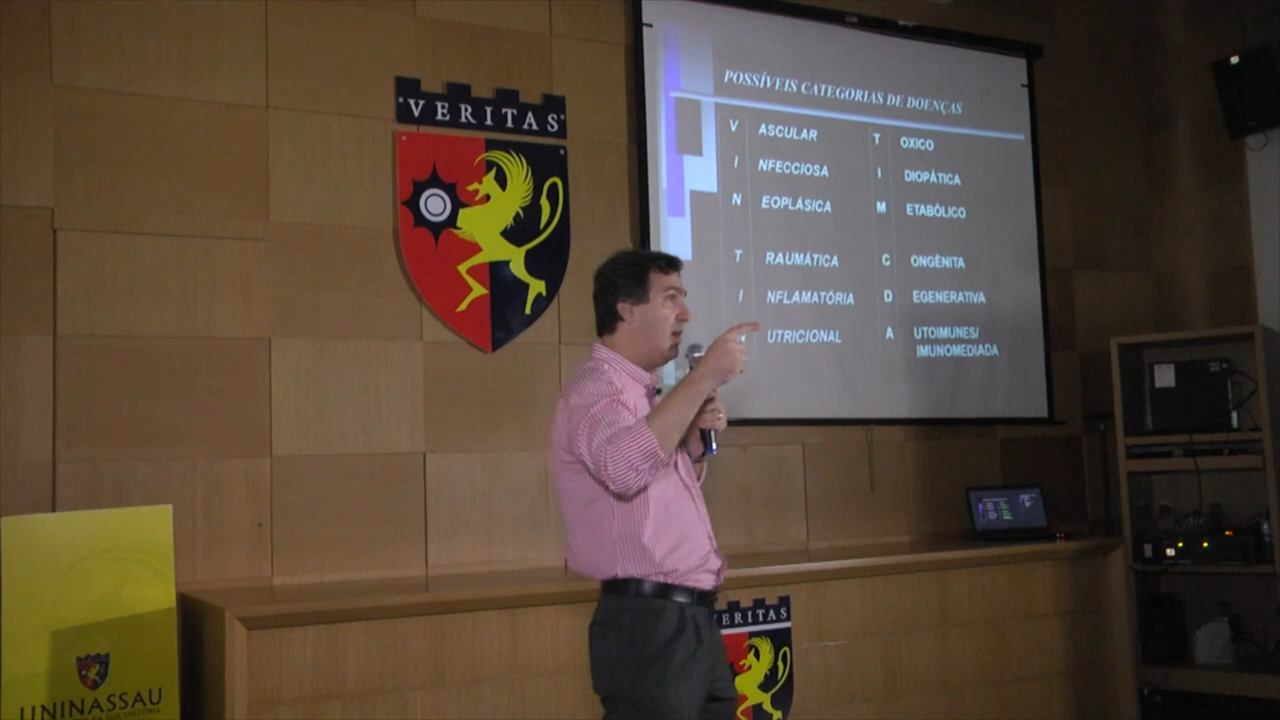 VERITAS
POSSÍVEIS CATEGORIAS DE DOENÇAS
V ASCULAR
I NFECCIOSA
N EOPLÁSICA
T RAUMÁTICA
I NFLAMATÓRIA
N UTRICIONAL
T OXICO
I DIOPÁTICA
M ETABÓLICO
C ONGÊNITA
D EGENERATIVA
A UTOIMUNES/
IMUNOMEDIADA
VERITAS
UNINASSAU